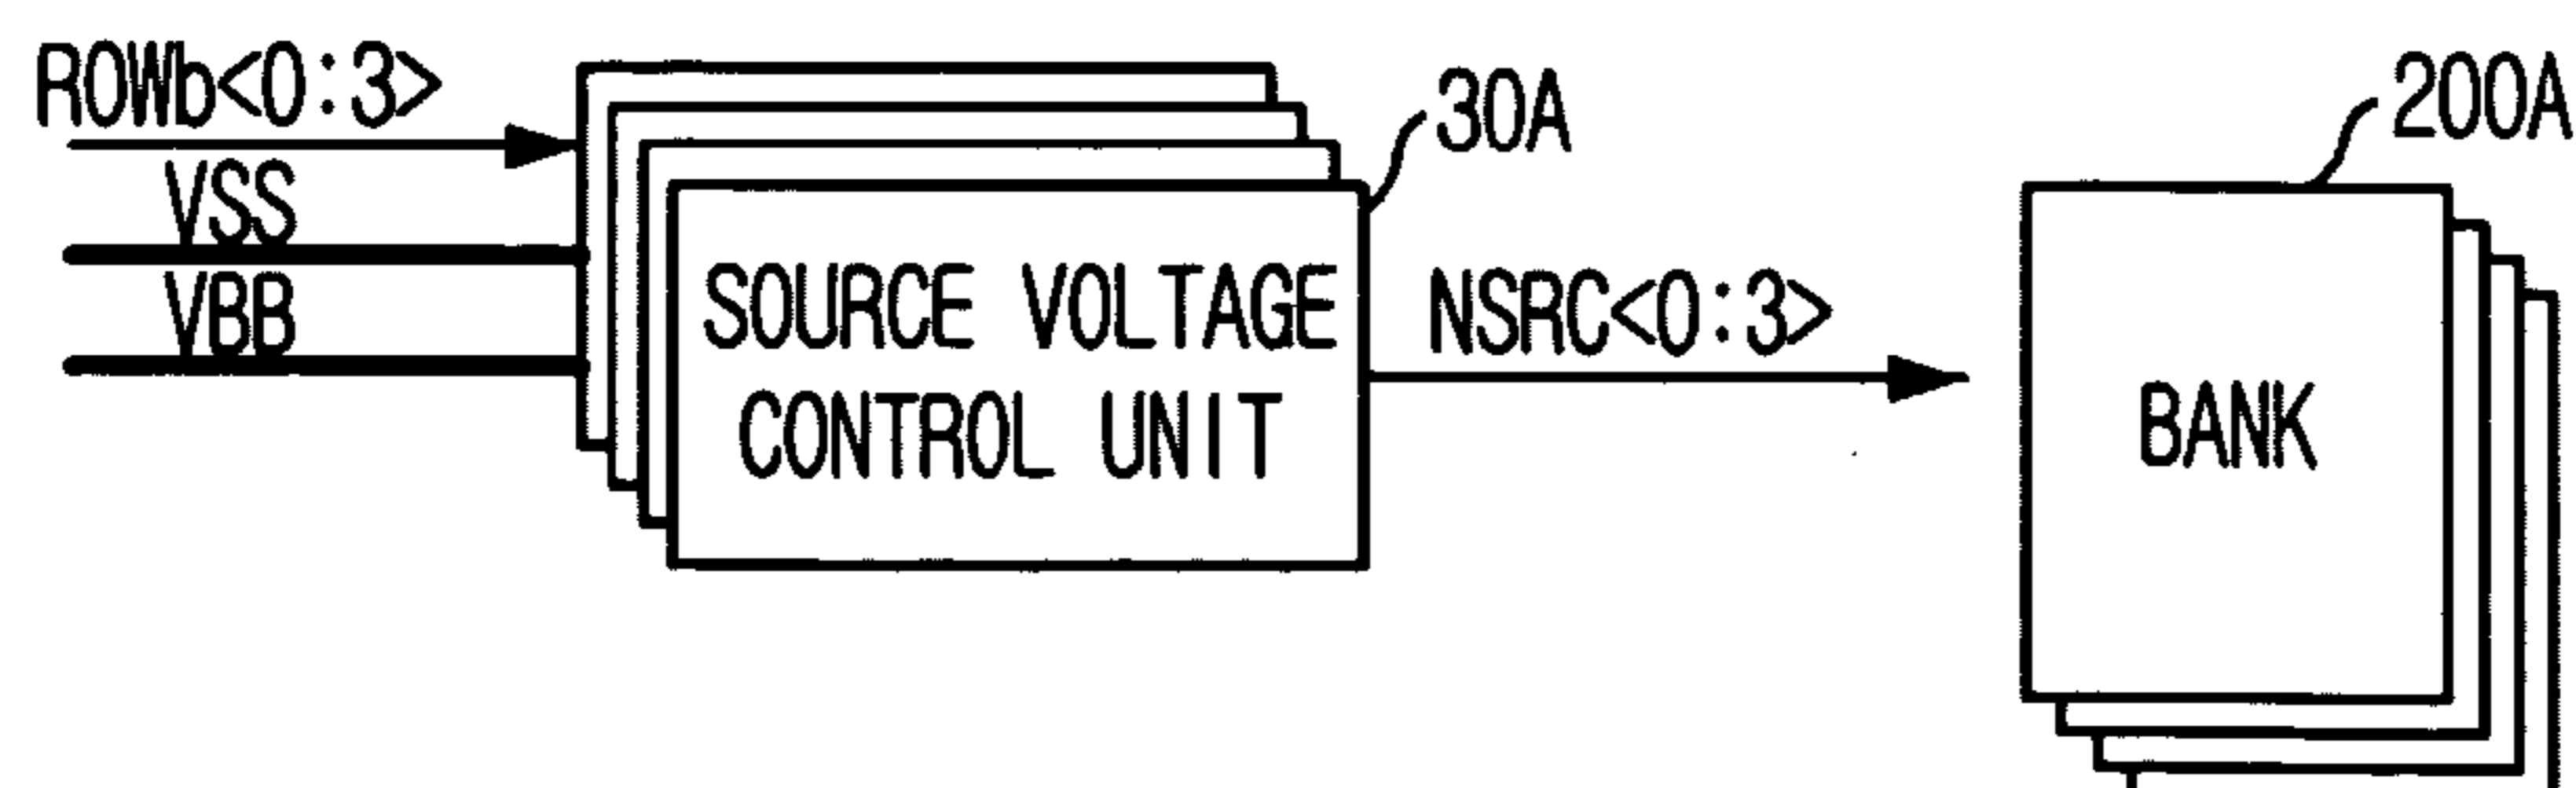 ROWb<0:3>
VSS
VBB
30A
SOURCE VOLTAGE
CONTROL UNIT
NSRC<0:3>
200A
BANK